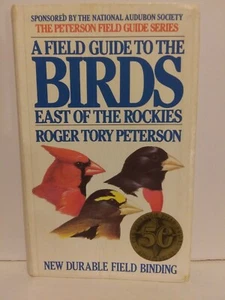 SPONSORED BY THE NATIONAL AUDUBON SOCIETY
THE PETERSON FIELD GUIDE SERIES
A FIELD GUIDE TO THE
BIRDS
EAST OF THE ROCKIES
ROGER TORY PETERSON
50
NEW DURABLE FIELD BINDING